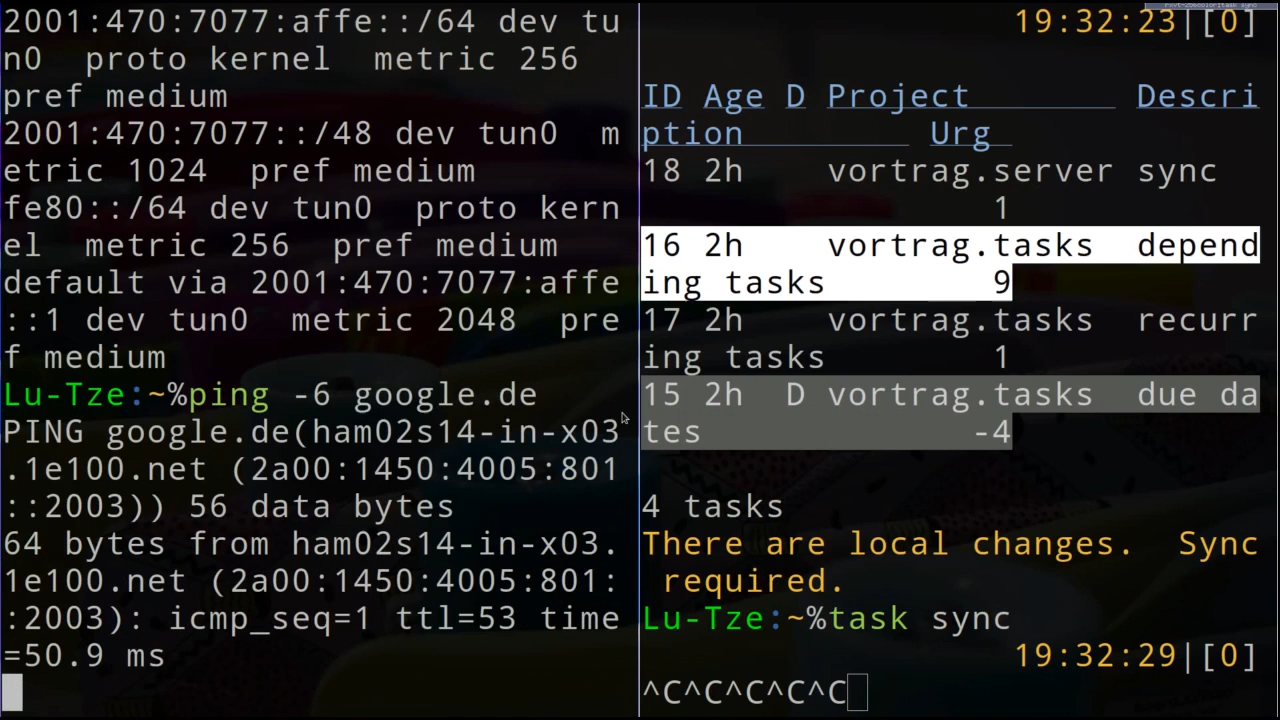 2001:470:7077:affe::/64 dev tu
n0  proto kernel  metric 256
pref medium
2001:470:7077::/48 dev tun0  m
etric 1024  pref medium
fe80::/64 dev tun0  proto kern
el  metric 256  pref medium
default via 2001:470:7077:affe
::1 dev tun0  metric 2048  pre
f medium
Lu-Tze:~%ping -6 google.de
PING google.de(ham02s14-in-x03
.1e100.net (2a00:1450:4005:801
::2003)) 56 data bytes
64 bytes from ham02s14-in-x03.
1e100.net (2a00:1450:4005:801:
:2003): icmp_seq=1 ttl=53 time
=50.9 ms
19:32:23|[0]
ID Age D Project        Descri
ption         Urg
18 2h    vortrag.server sync
1
16 2h    vortrag.tasks  depend
ing tasks        9
17 2h    vortrag.tasks  recurr
ing tasks        1
15 2h  D vortrag.tasks  due da
tes             -4
4 tasks
There are local changes.  Sync
required.
Lu-Tze:~%task sync
19:32:29|[0]
^C^C^C^C^C